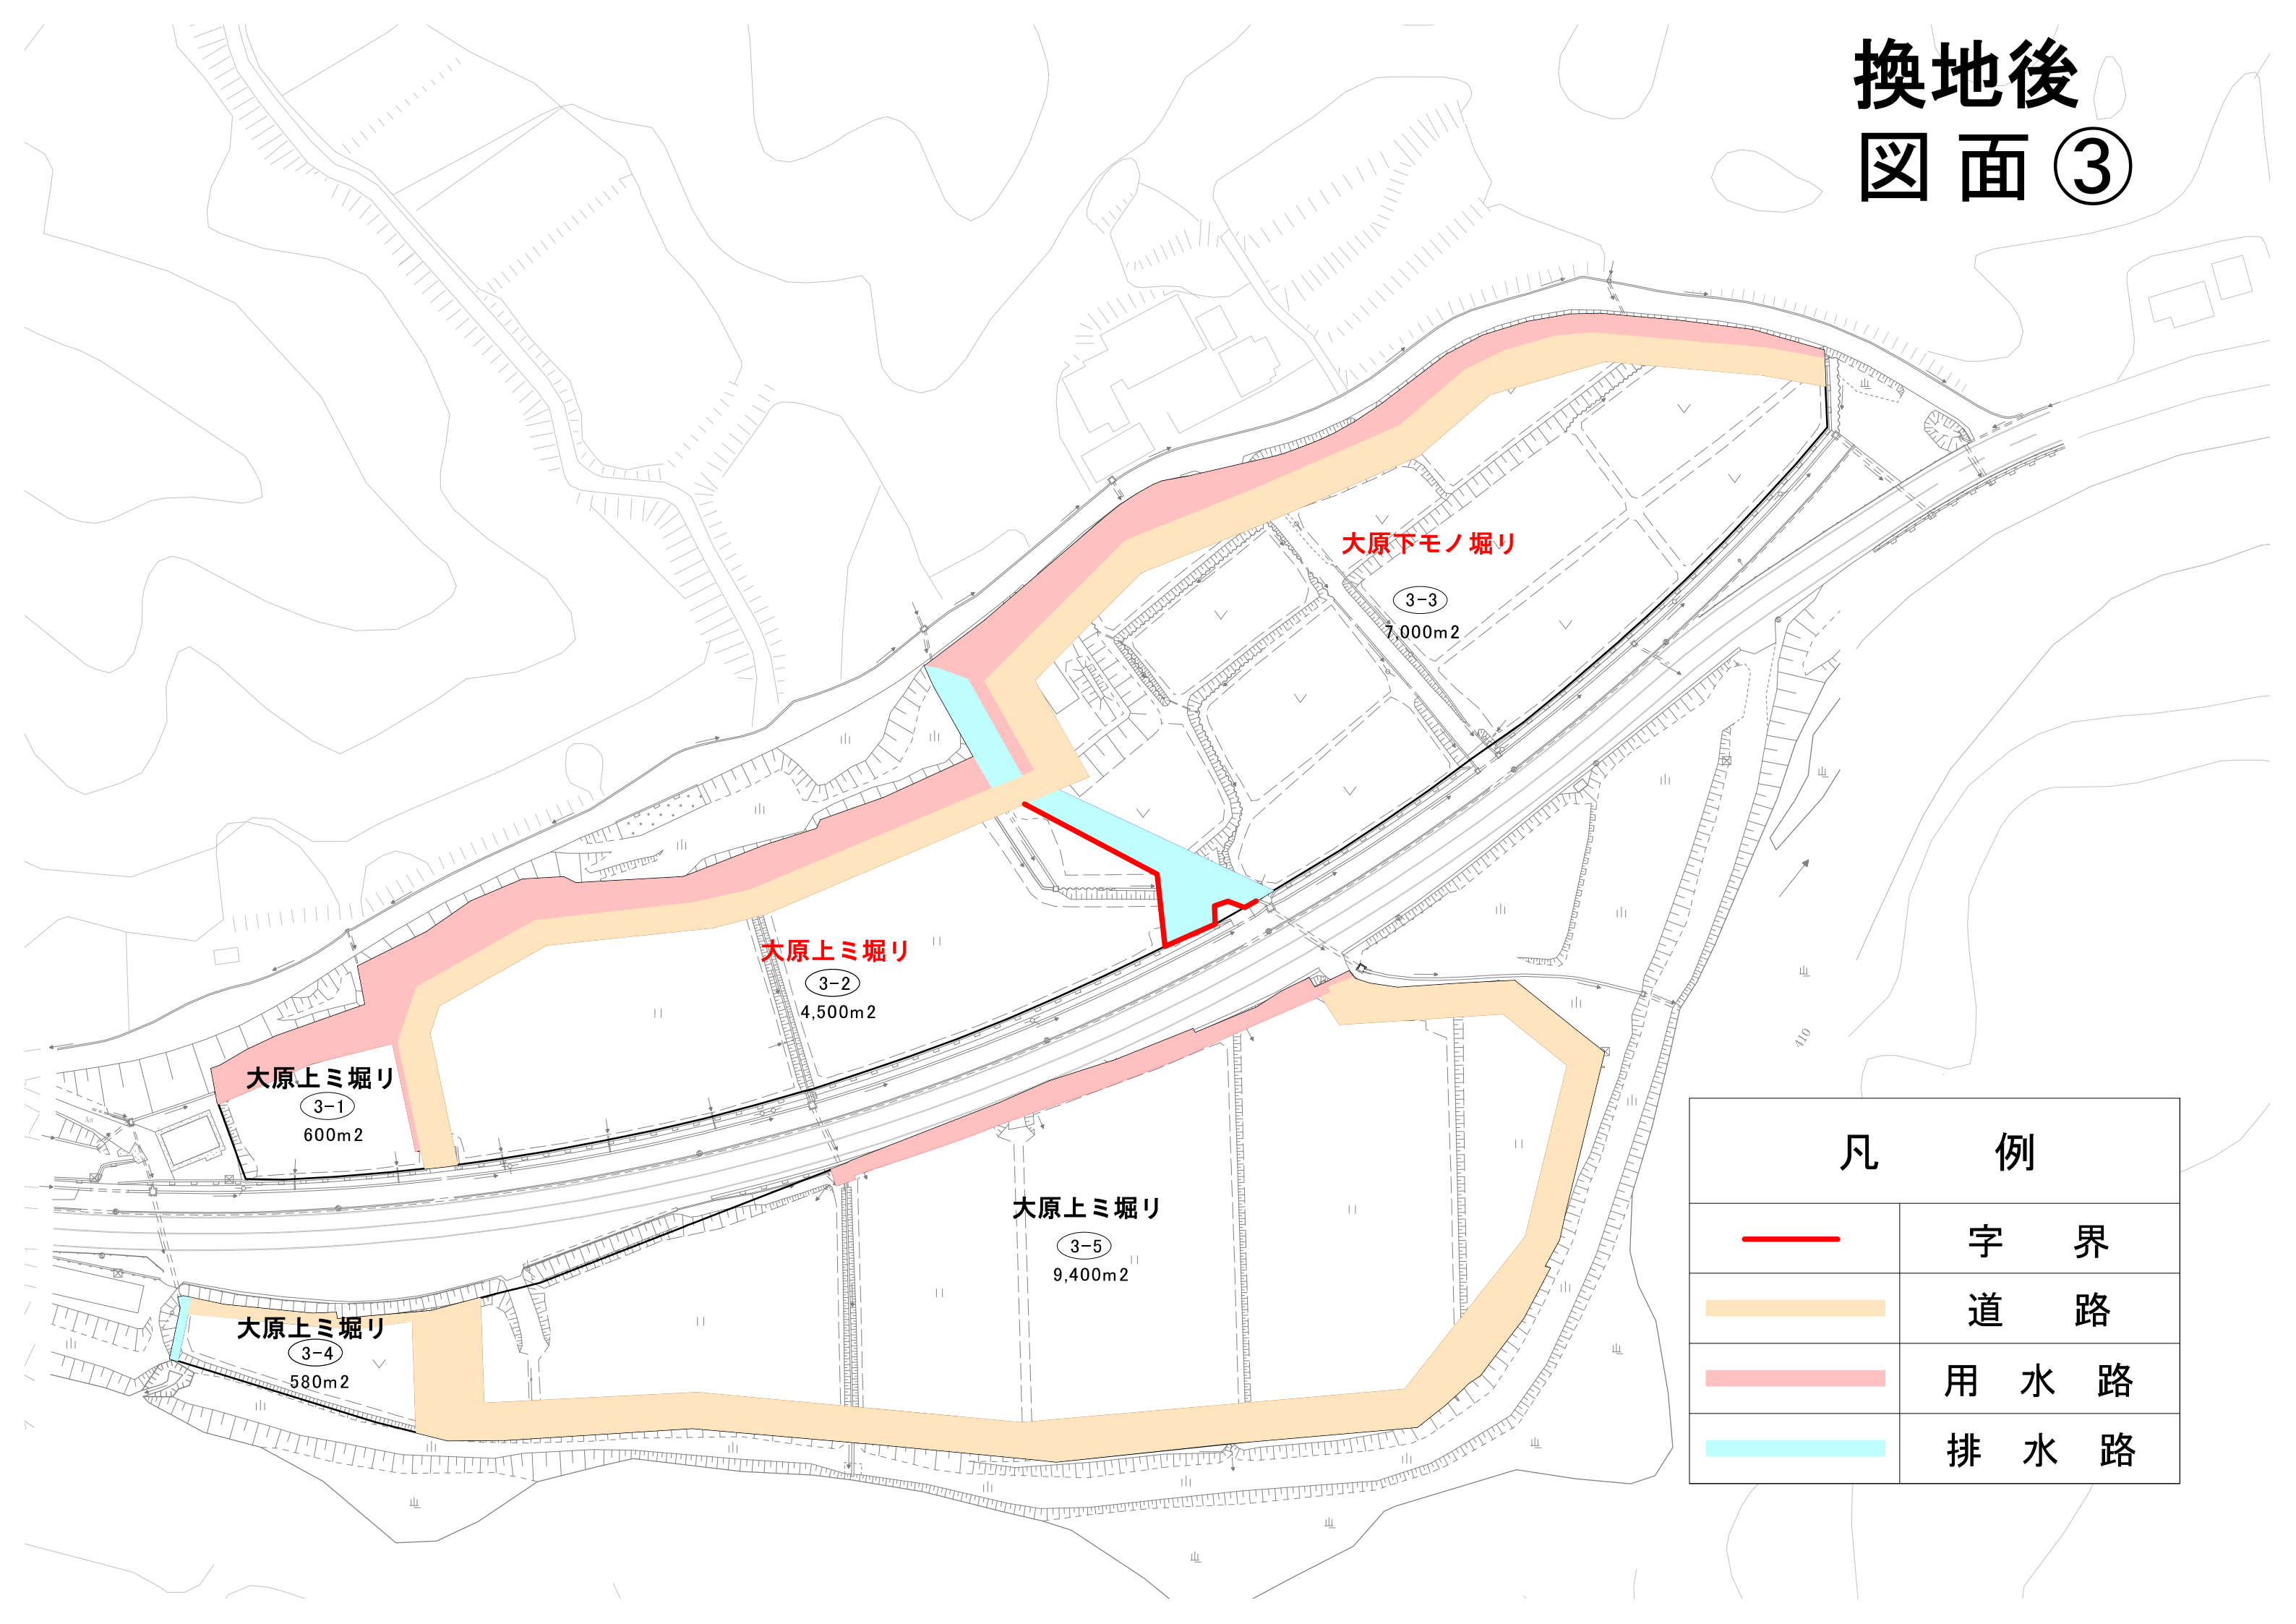 換地後
図面③
大原下モノ堀リ
3-3
7,000m2
大原上ミ堀リ
3-2
4,500m2
大原上ミ堀リ
3-1
600m2
大原上ミ堀リ
3-5
9,400m2
大原上ミ堀リ
3-4
580m2
410
As
凡例
字界
道路
用水路
排水路